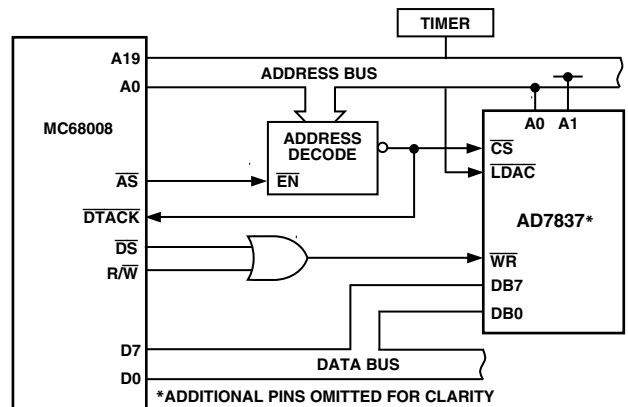 TIMER
A19
ADDRESS BUS
A0
A0 A1
MC68008
ADDRESS
DECODE
CS
LDAC
AS
EN
DTACK
AD7837*
DS
R/W
WR
DB7
DB0
D7
DATA BUS
D0
*ADDITIONAL PINS OMITTED FOR CLARITY